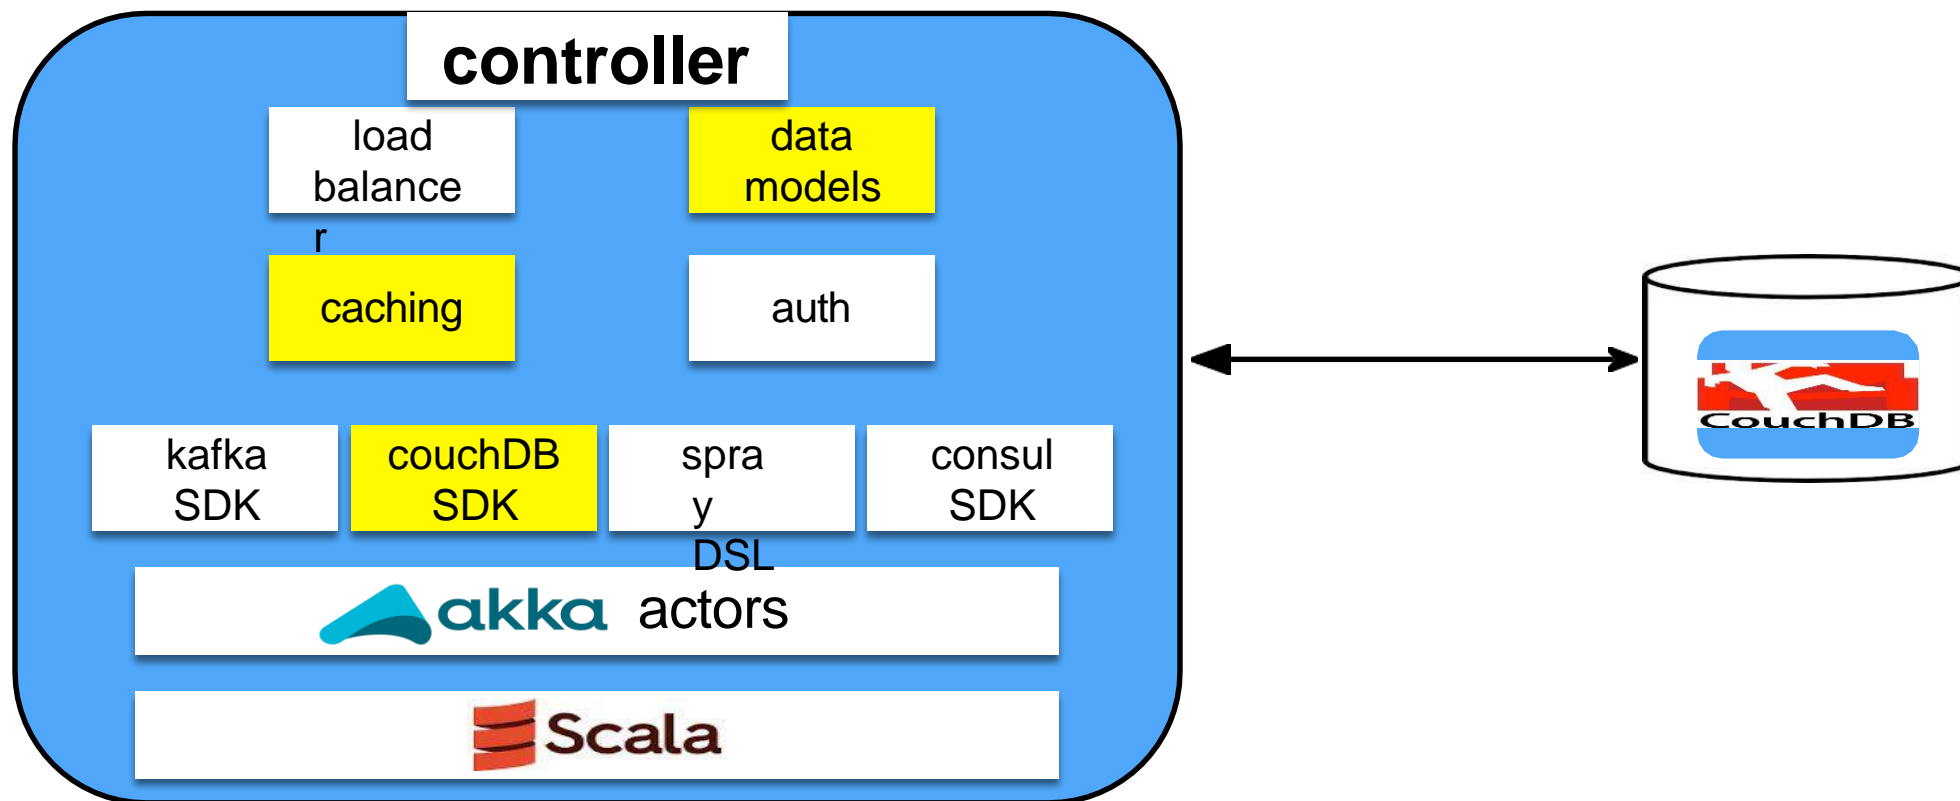 controller
load
balance
r
data
models
caching
auth
kafka
SDK
couchDB
SDK
spra
y
DSL
consul
SDK
akka actors
Scala
CouchDB